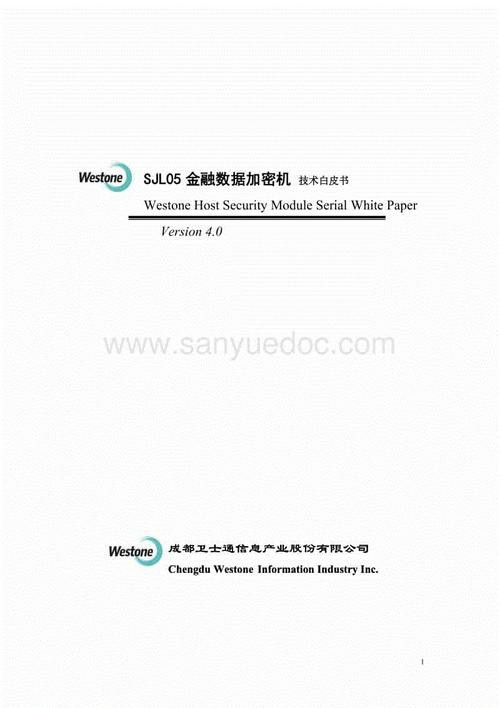 Westone
SJL05 金融数据加密机 技术白皮书
Westone Host Security Module Serial White Paper
Version 4.0
www.sanyuedoc.com
Westone
成都卫士通信息产业股份有限公司
Chengdu Westone Information Industry Inc.
1